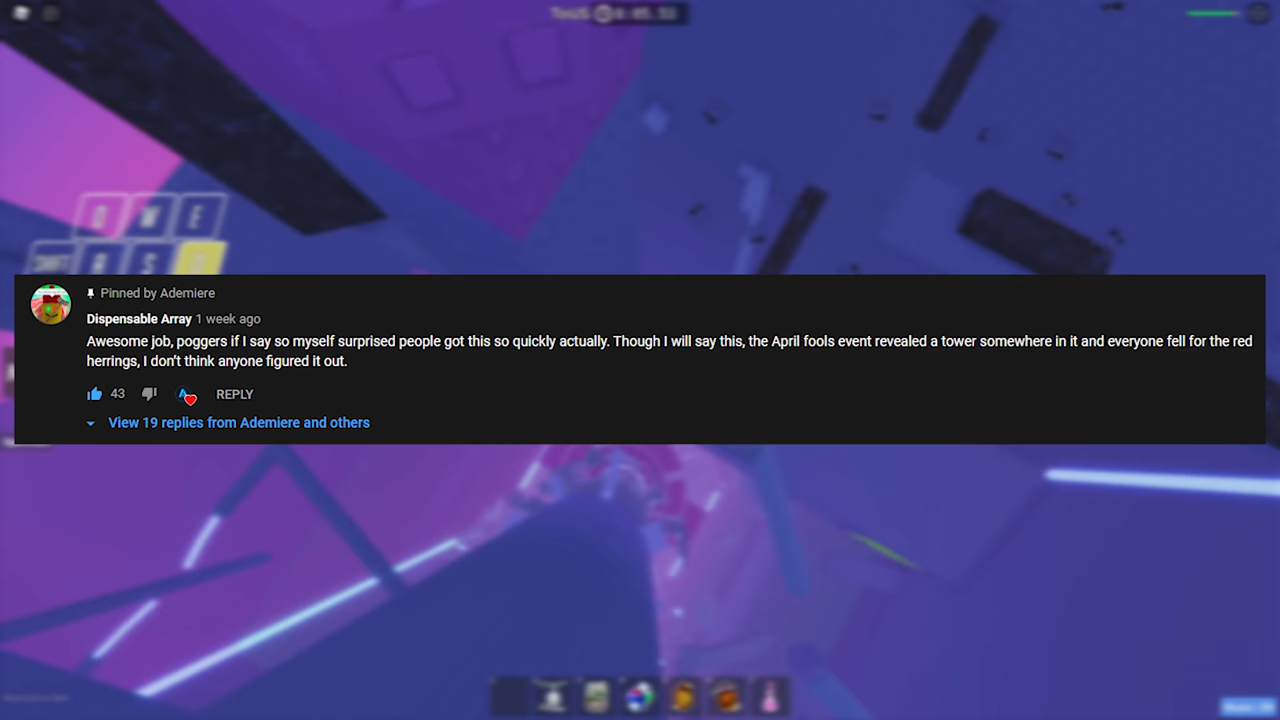 Pinned by Ademiere
Dispensable Array 1 week ago
Awesome job, poggers if I say so myself surprised people got this so quickly actually. Though I will say this, the April fools event revealed a tower somewhere in it and everyone fell for the red
herrings, I don't think anyone figured it out.
43 REPLY
View 19 replies from Ademiere and others